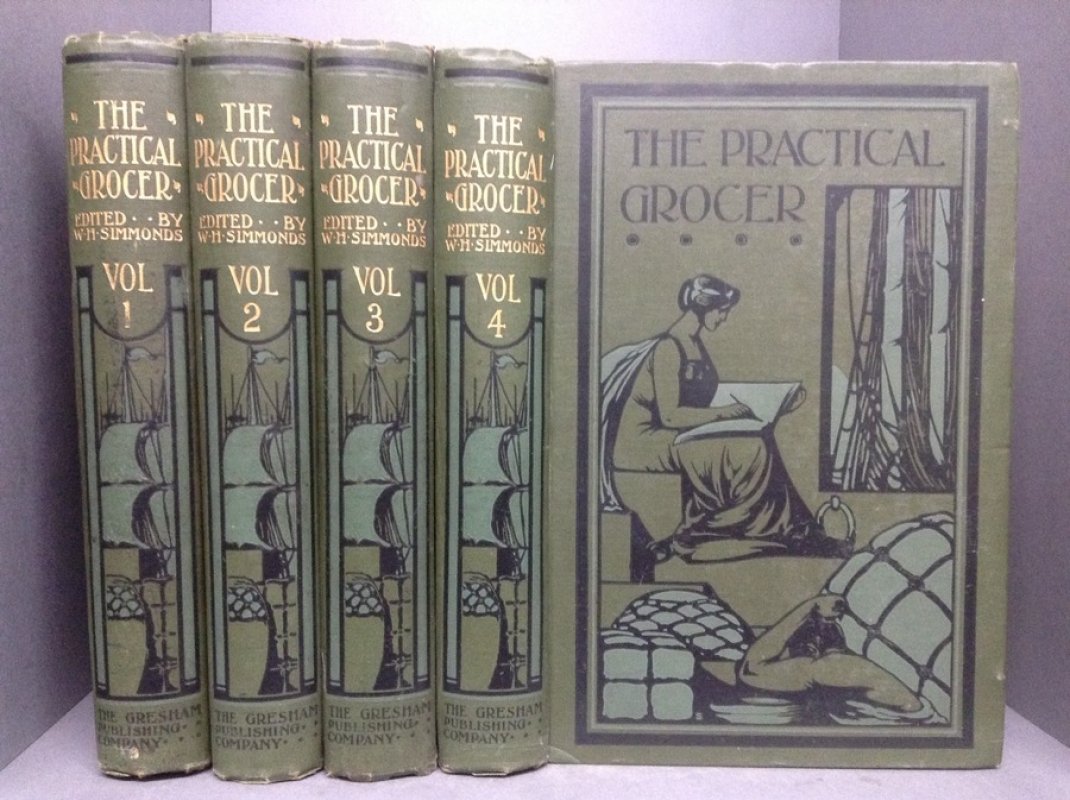 THE
PRACTICAL
GROCER
EDITED · · BY
W·H·SIMMONDS
VOL
1
THE GRESHAM
PUBLISHING
COMPANY
THE
PRACTICAL
GROCER
EDITED · · BY
W·H·SIMMONDS
VOL
2
THE GRESHAM
PUBLISHING
COMPANY
THE
PRACTICAL
GROCER
EDITED · · BY
W·H·SIMMONDS
VOL
3
THE GRESHAM
PUBLISHING
COMPANY
THE
PRACTICAL
GROCER
EDITED · · BY
W·H·SIMMONDS
VOL
4
THE GRESHAM
PUBLISHING
COMPANY
THE PRACTICAL
GROCER